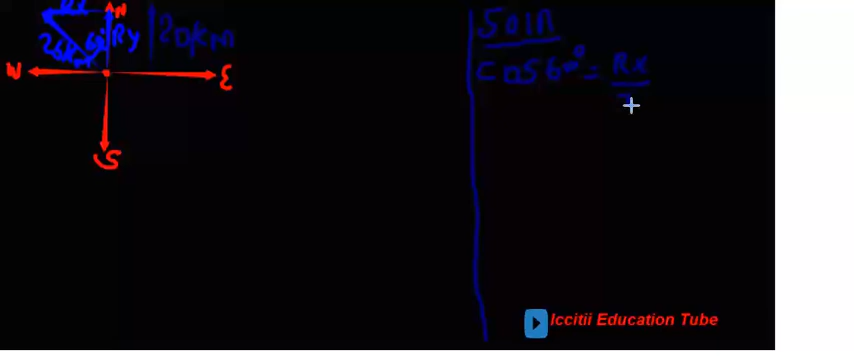 N
Ry
20km
W
E
S
Soln
Cos60° = Rx
Iccitii Education Tube